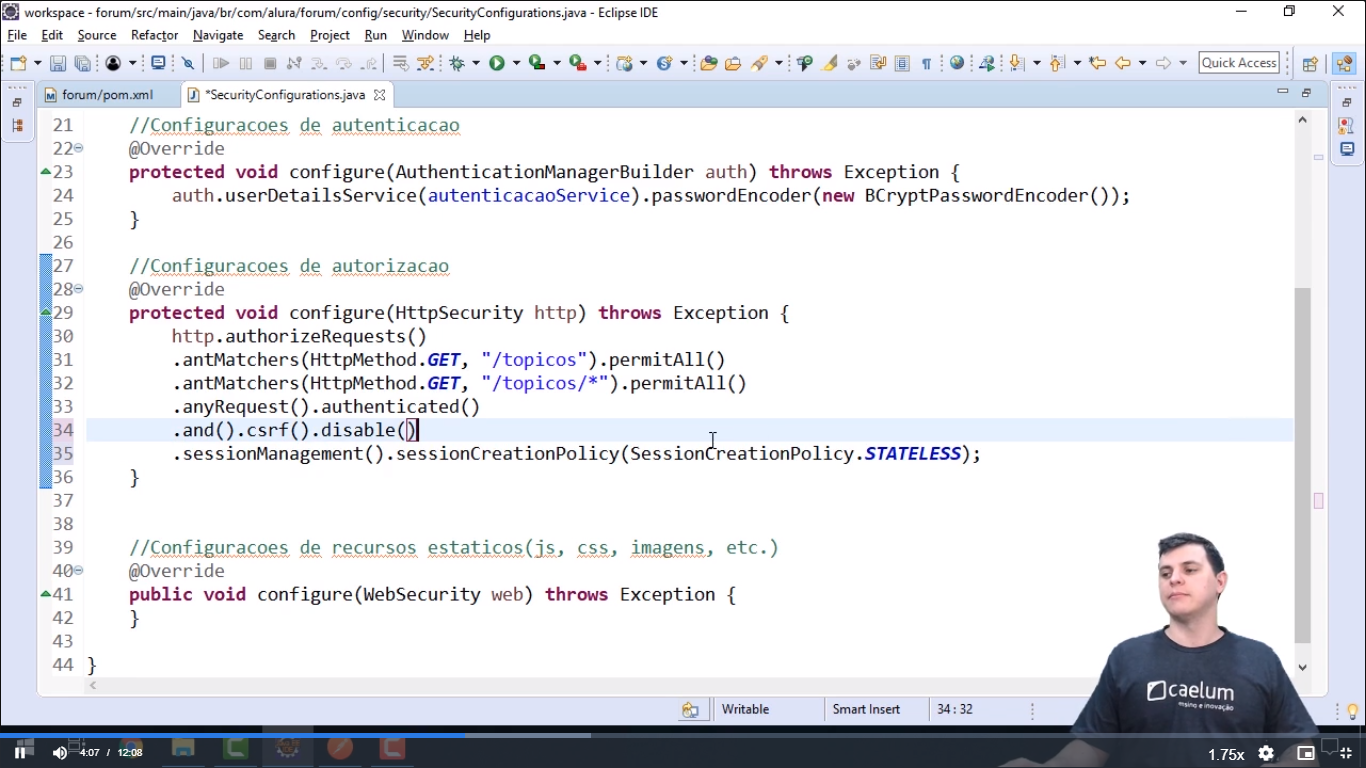 workspace - forum/src/main/java/br/com/alura/forum/config/security/SecurityConfigurations.java - Eclipse IDE
File Edit Source Refactor Navigate Search Project Run Window Help
Quick Access
forum/pom.xml *SecurityConfigurations.java
21 //Configuracoes de autenticacao
22 @Override
23 protected void configure(AuthenticationManagerBuilder auth) throws Exception {
24 auth.userDetailsService(autenticacaoService).passwordEncoder(new BCryptPasswordEncoder());
25 }
26
27 //Configuracoes de autorizacao
28 @Override
29 protected void configure(HttpSecurity http) throws Exception {
30 http.authorizeRequests()
31 .antMatchers(HttpMethod.GET, "/topicos").permitAll()
32 .antMatchers(HttpMethod.GET, "/topicos/*").permitAll()
33 .anyRequest().authenticated()
34 .and().csrf().disable()
35 .sessionManagement().sessionCreationPolicy(SessionCreationPolicy.STATELESS);
36 }
37
38
39 //Configuracoes de recursos estaticos(js, css, imagens, etc.)
40 @Override
41 public void configure(WebSecurity web) throws Exception {
42 }
43
44 }
caelum
ensino e inovação
Writable Smart Insert 34 : 32
4:07 / 12:08 1.75x